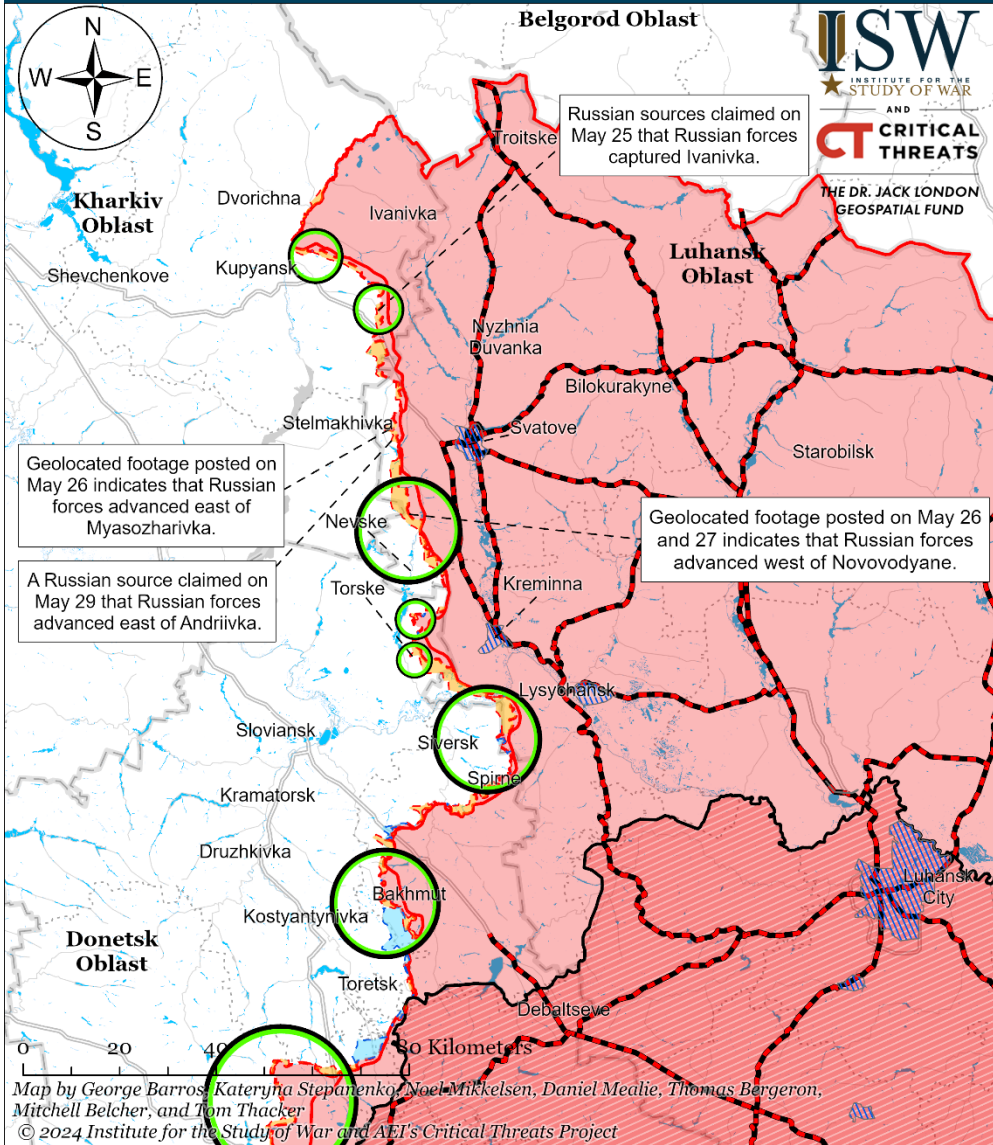 Belgorod Oblast
N
W
E
S
ISW
INSTITUTE FOR THE
STUDY OF WAR
AND
CT CRITICAL
THREATS
THE DR. JACK LONDON
GEOSPATIAL FUND
Russian sources claimed on
May 25 that Russian forces
captured Ivanivka.
Troitske
Dvorichna
Ivanivka
Kharkiv
Oblast
Kupyansk
Shevchenkove
Luhansk
Oblast
Nyzhnia
Duvanka
Bilokurakyne
Stelmakhivka
Svatove
Starobilsk
Geolocated footage posted on
May 26 indicates that Russian
forces advanced east of
Myasozharivka.
Nevske
Geolocated footage posted on May 26
and 27 indicates that Russian forces
advanced west of Novovodyane.
A Russian source claimed on
May 29 that Russian forces
advanced east of Andriivka.
Torske
Kreminna
Lysychansk
Sloviansk
Siversk
Spirne
Kramatorsk
Druzhkivka
Bakhmut
Luhansk
City
Kostyantynivka
Donetsk
Oblast
Toretsk
Debaltseve
0 20 40 80 Kilometers
Map by George Barros, Kateryna Stepanenko, Noel Mikkelsen, Daniel Mealie, Thomas Bergeron,
Mitchell Belcher, and Tom Thacker
© 2024 Institute for the Study of War and AEI's Critical Threats Project